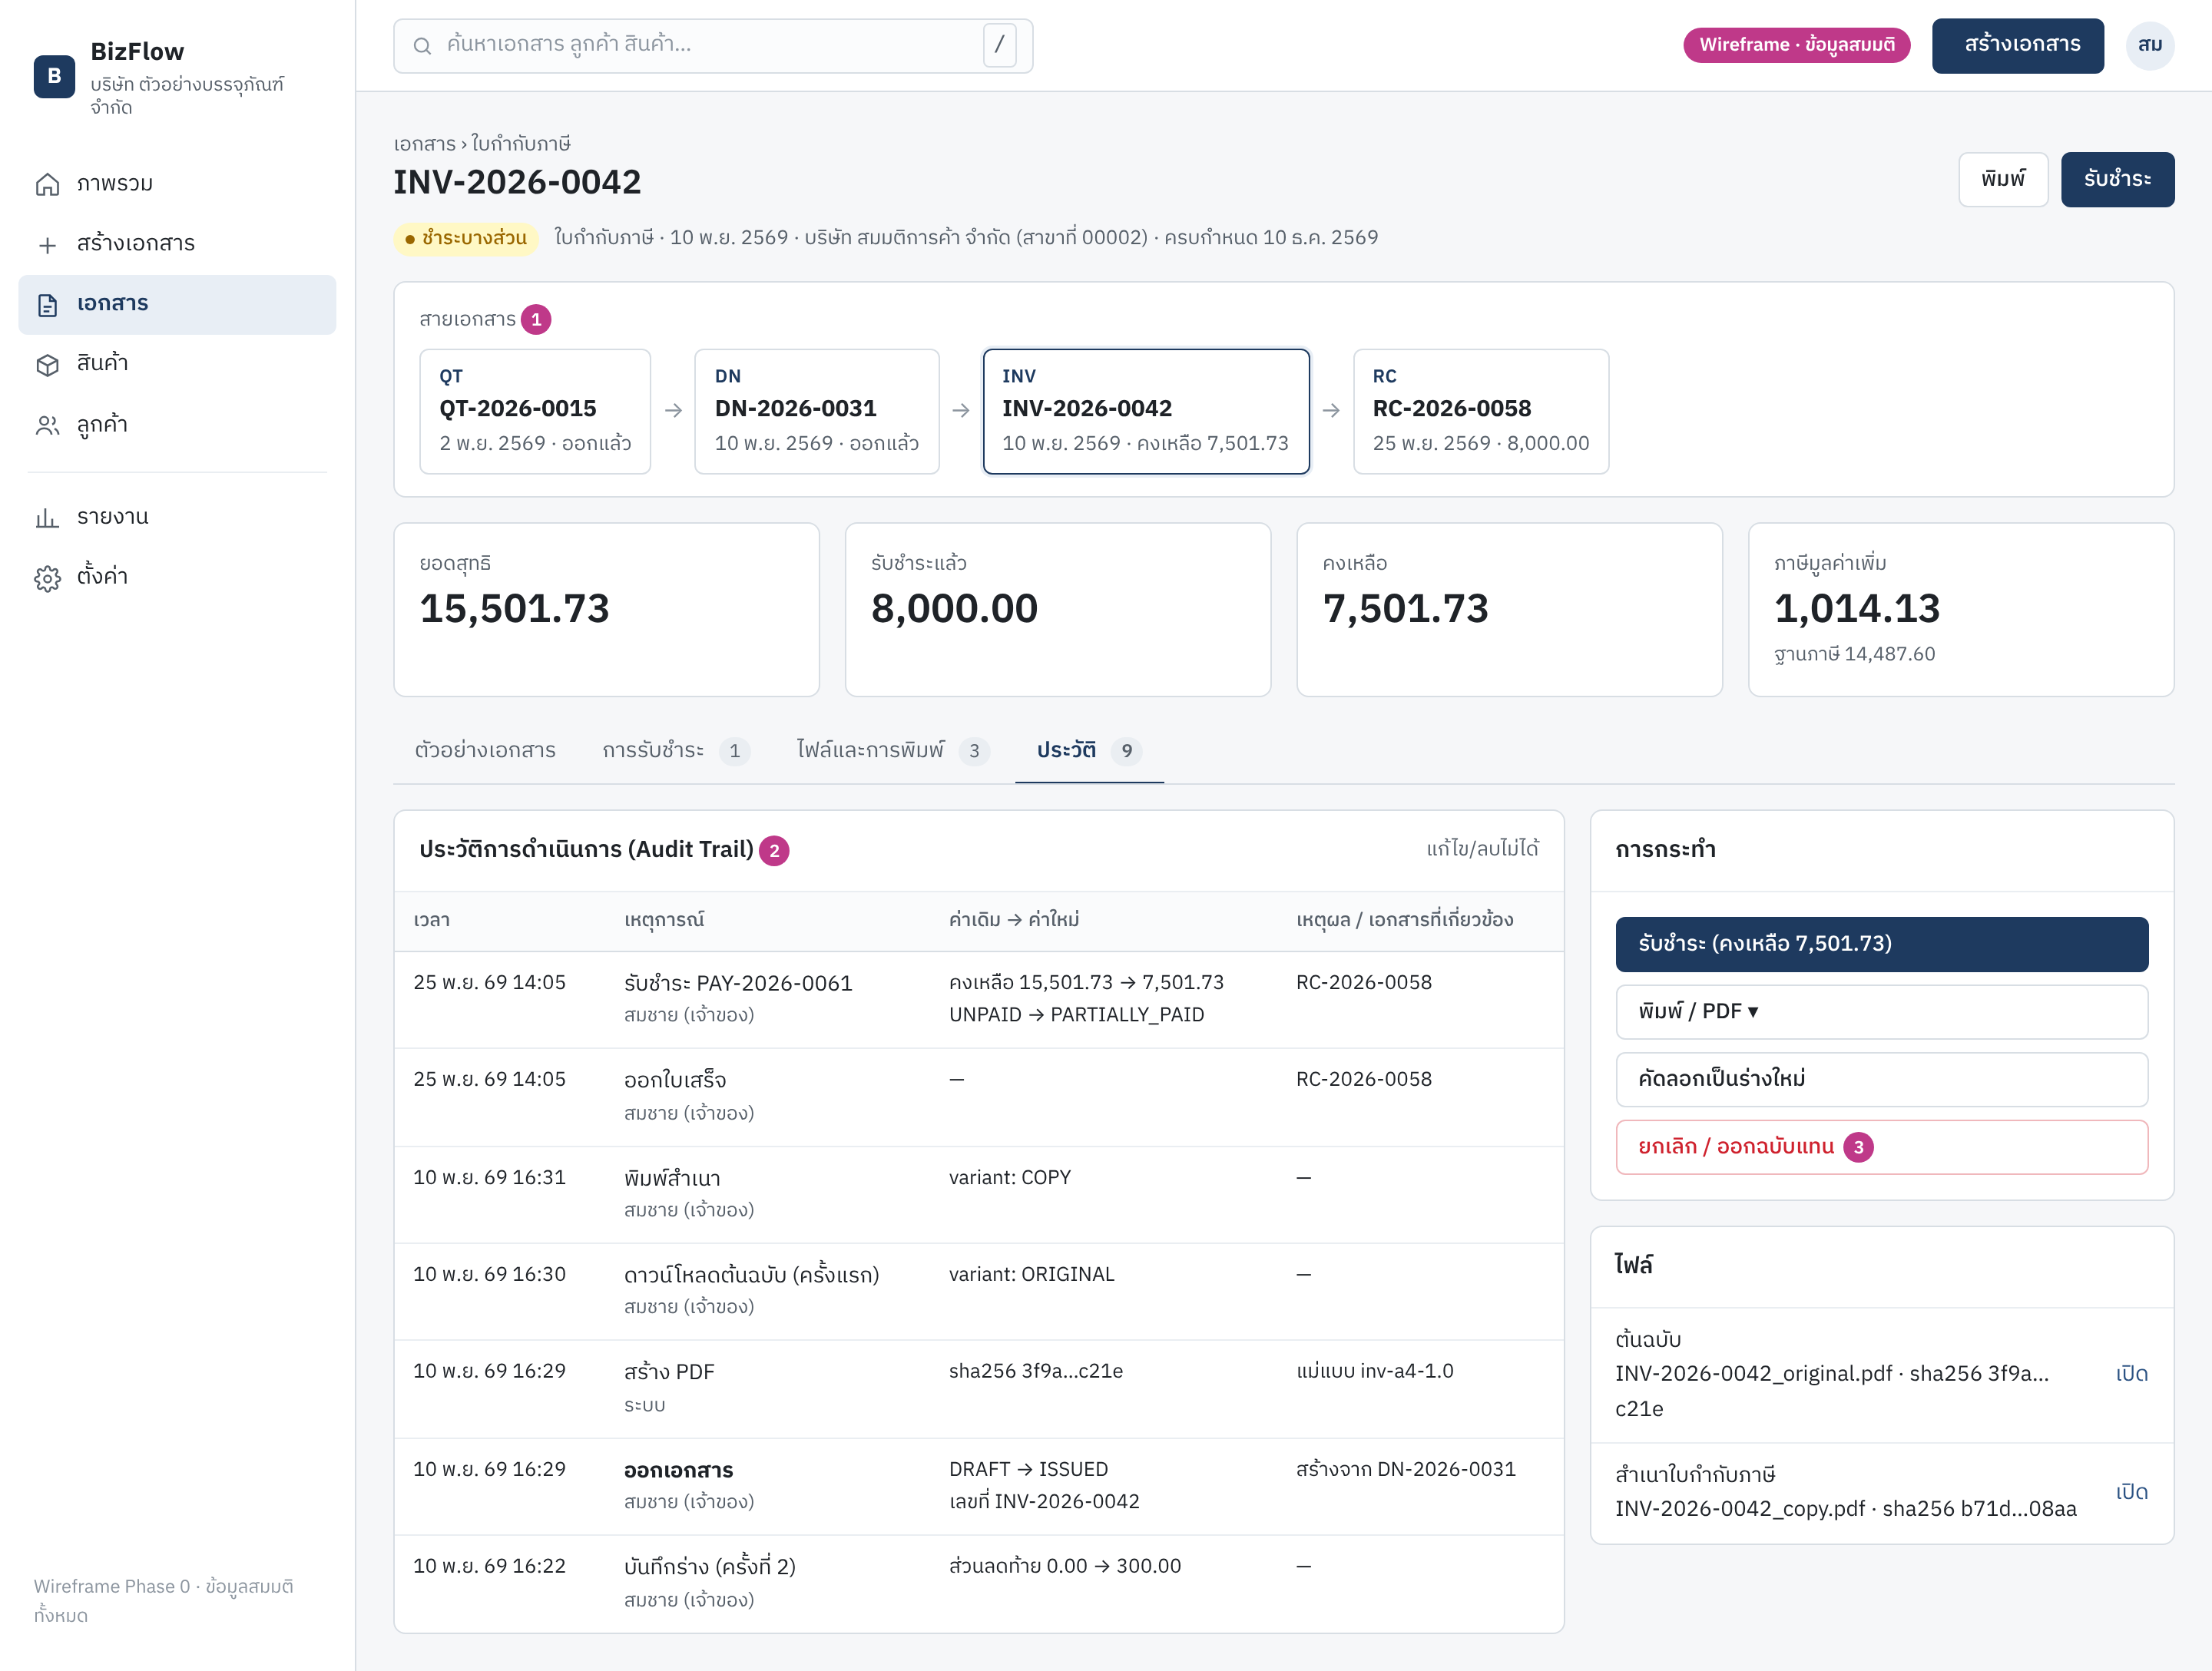 B
BizFlow
บริษัท ตัวอย่างบรรจุภัณฑ์
จำกัด
ภาพรวม
สร้างเอกสาร
เอกสาร
สินค้า
ลูกค้า
รายงาน
ตั้งค่า
Wireframe Phase 0 · ข้อมูลสมมติ
ทั้งหมด
ค้นหาเอกสาร ลูกค้า สินค้า...
/
Wireframe · ข้อมูลสมมติ
สร้างเอกสาร
สม
เอกสาร › ใบกำกับภาษี
INV-2026-0042
พิมพ์
รับชำระ
ชำระบางส่วน
ใบกำกับภาษี · 10 พ.ย. 2569 · บริษัท สมมติการค้า จำกัด (สาขาที่ 00002) · ครบกำหนด 10 ธ.ค. 2569
สายเอกสาร 1
QT
QT-2026-0015
2 พ.ย. 2569 · ออกแล้ว
→
DN
DN-2026-0031
10 พ.ย. 2569 · ออกแล้ว
→
INV
INV-2026-0042
10 พ.ย. 2569 · คงเหลือ 7,501.73
→
RC
RC-2026-0058
25 พ.ย. 2569 · 8,000.00
ยอดสุทธิ
15,501.73
รับชำระแล้ว
8,000.00
คงเหลือ
7,501.73
ภาษีมูลค่าเพิ่ม
1,014.13
ฐานภาษี 14,487.60
ตัวอย่างเอกสาร
การรับชำระ 1
ไฟล์และการพิมพ์ 3
ประวัติ 9
ประวัติการดำเนินการ (Audit Trail) 2
แก้ไข/ลบไม่ได้
เวลา เหตุการณ์ ค่าเดิม → ค่าใหม่ เหตุผล / เอกสารที่เกี่ยวข้อง
25 พ.ย. 69 14:05 รับชำระ PAY-2026-0061 คงเหลือ 15,501.73 → 7,501.73 RC-2026-0058
สมชาย (เจ้าของ) UNPAID → PARTIALLY_PAID
25 พ.ย. 69 14:05 ออกใบเสร็จ — RC-2026-0058
สมชาย (เจ้าของ)
10 พ.ย. 69 16:31 พิมพ์สำเนา variant: COPY —
สมชาย (เจ้าของ)
10 พ.ย. 69 16:30 ดาวน์โหลดต้นฉบับ (ครั้งแรก) variant: ORIGINAL —
สมชาย (เจ้าของ)
10 พ.ย. 69 16:29 สร้าง PDF sha256 3f9a…c21e แม่แบบ inv-a4-1.0
ระบบ
10 พ.ย. 69 16:29 ออกเอกสาร DRAFT → ISSUED สร้างจาก DN-2026-0031
สมชาย (เจ้าของ) เลขที่ INV-2026-0042
10 พ.ย. 69 16:22 บันทึกร่าง (ครั้งที่ 2) ส่วนลดท้าย 0.00 → 300.00 —
สมชาย (เจ้าของ)
การกระทำ
รับชำระ (คงเหลือ 7,501.73)
พิมพ์ / PDF ▾
คัดลอกเป็นร่างใหม่
ยกเลิก / ออกฉบับแทน 3
ไฟล์
ต้นฉบับ
INV-2026-0042_original.pdf · sha256 3f9a…
c21e
เปิด
สำเนาใบกำกับภาษี
INV-2026-0042_copy.pdf · sha256 b71d…08aa
เปิด